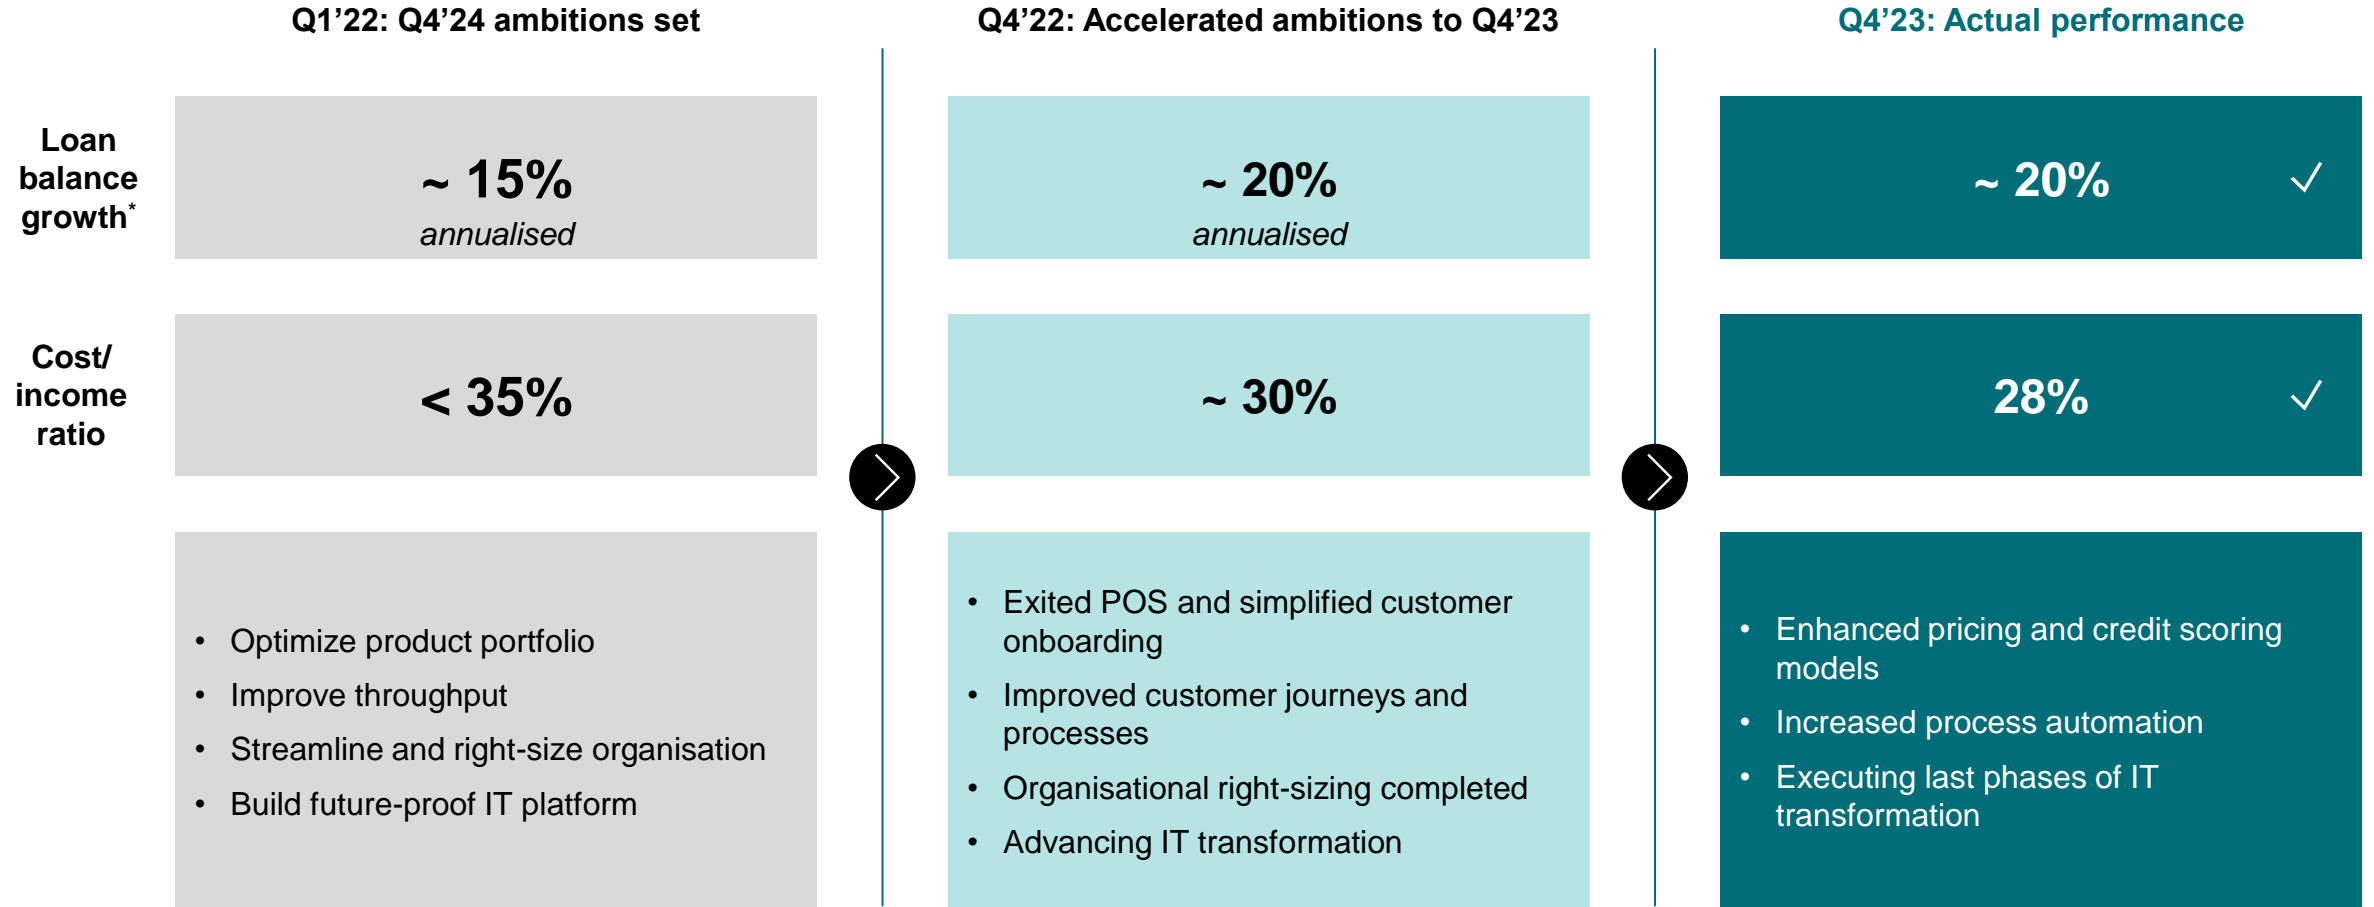 Q1’22: Q4’24 ambitions set
Q4’22: Accelerated ambitions to Q4’23
Q4’23: Actual performance
Loan
balance
growth*
~ 15%
annualised
~ 20%
annualised
~ 20%
Cost/
income
ratio
< 35%
~ 30%
28%
• Optimize product portfolio
• Improve throughput
• Streamline and right-size organisation
• Build future-proof IT platform
• Exited POS and simplified customer
onboarding
• Improved customer journeys and
processes
• Organisational right-sizing completed
• Advancing IT transformation
• Enhanced pricing and credit scoring
models
• Increased process automation
• Executing last phases of IT
transformation